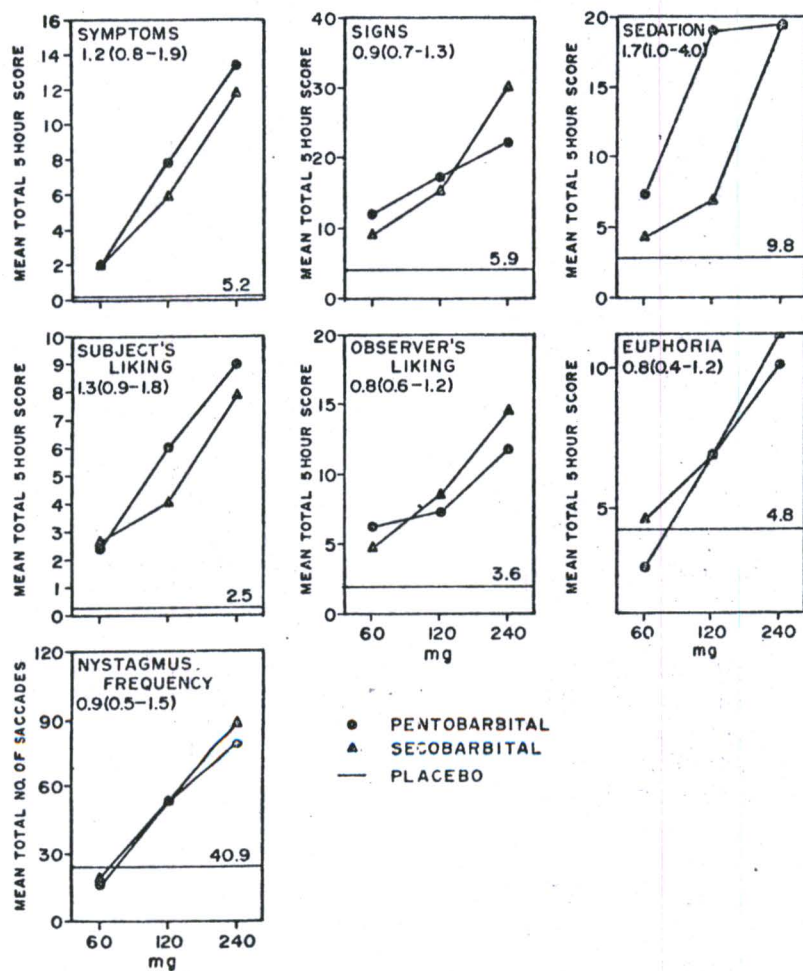 SYMPTOMS
1.2 (0.8-1.9)
MEAN TOTAL 5 HOUR SCORE
16
14
12
10
8
6
4
2
0
5.2
SIGNS
0.9(0.7-1.3)
MEAN TOTAL 5 HOUR SCORE
40
30
20
10
0
5.9
SEDATION
1.7(1.0-4.0)
MEAN TOTAL 5 HOUR SCORE
20
15
10
5
0
9.8
SUBJECT'S
LIKING
1.3(0.9-1.8)
MEAN TOTAL 5 HOUR SCORE
10
9
8
7
6
5
4
3
2
1
0
2.5
OBSERVER'S
LIKING
0.8(0.6-1.2)
MEAN TOTAL 5 HOUR SCORE
20
15
10
5
0
3.6
60 120 240
mg
EUPHORIA
0.8(0.4-1.2)
MEAN TOTAL 5 HOUR SCORE
10
5
4.8
60 120 240
mg
NYSTAGMUS
FREQUENCY
0.9(0.5-1.5)
MEAN TOTAL NO. OF SACCADES
120
90
60
30
0
40.9
60 120 240
mg
PENTOBARBITAL
SECOBARBITAL
PLACEBO